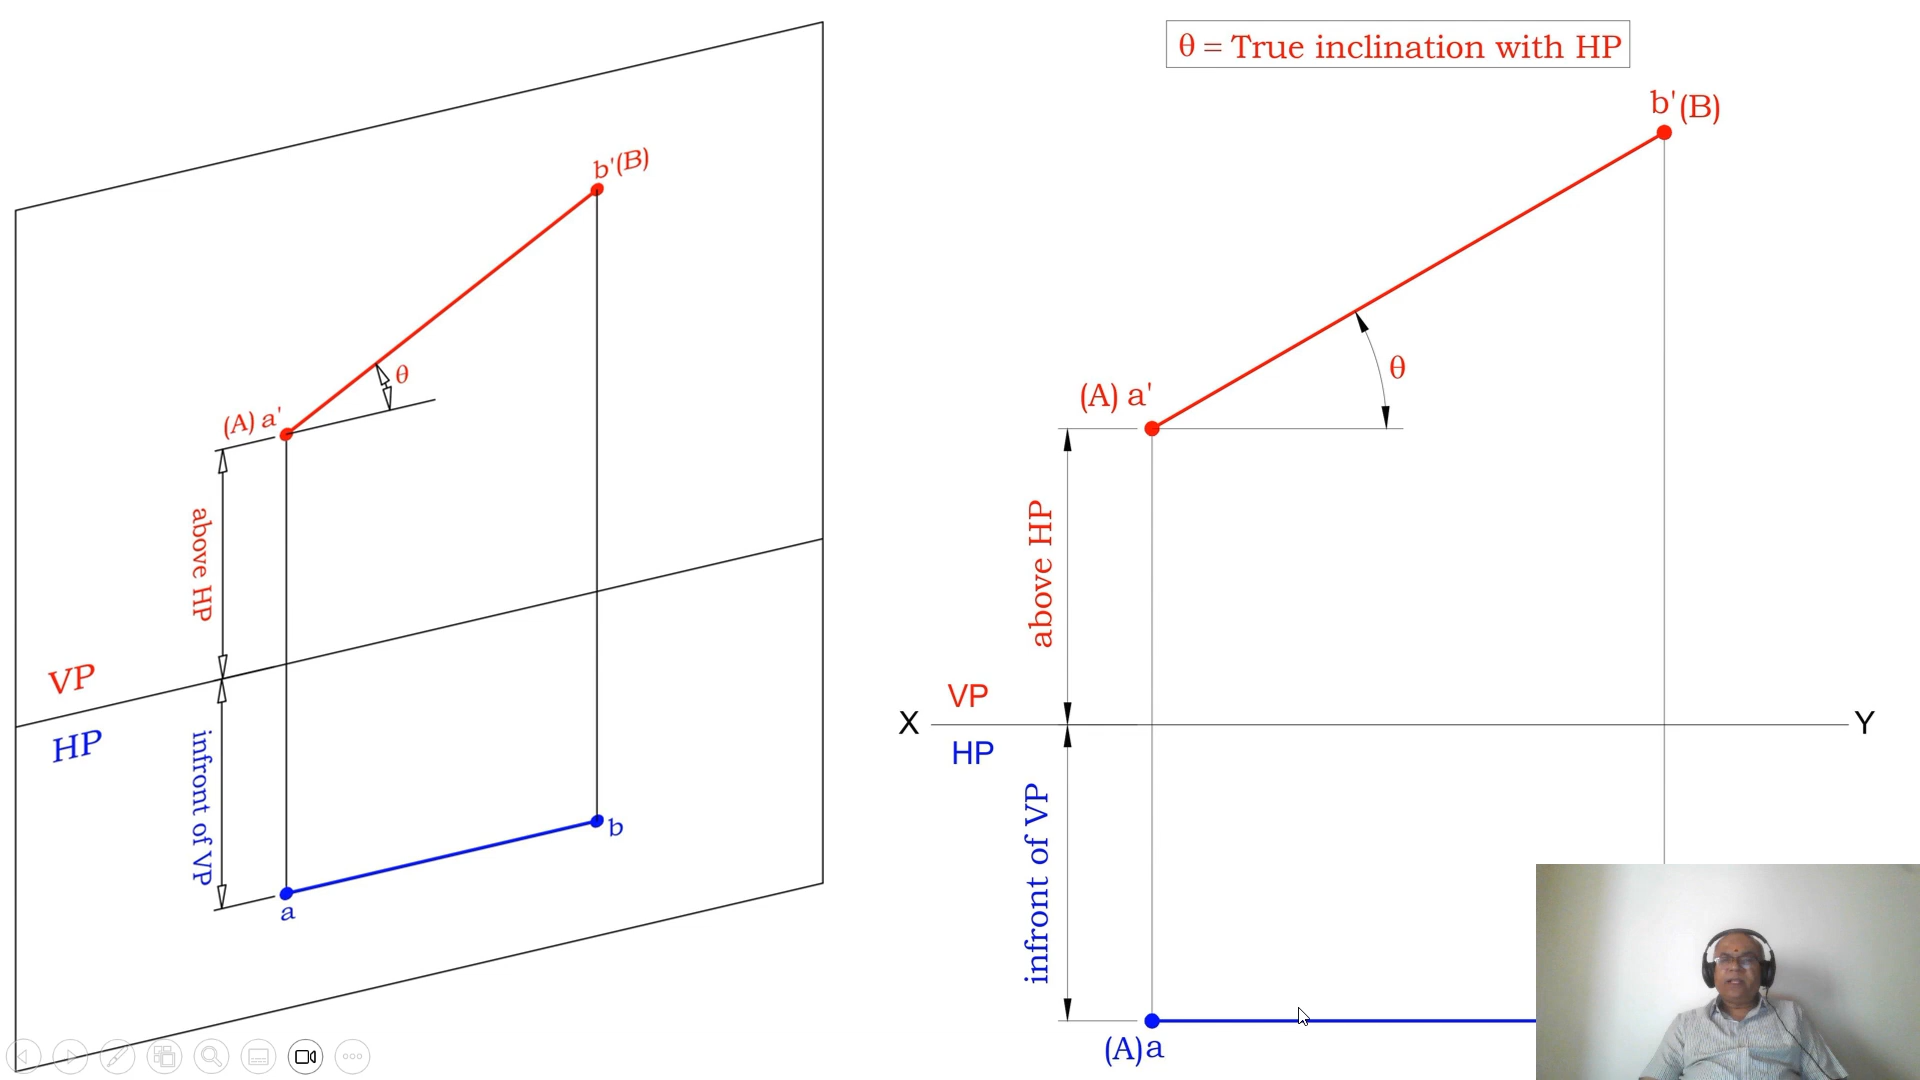 b'(B)
θ
(A) a'
above HP
VP
HP
infront of VP
b
a
θ = True inclination with HP
b'(B)
θ
(A) a'
above HP
VP
X
Y
HP
infront of VP
(A)a